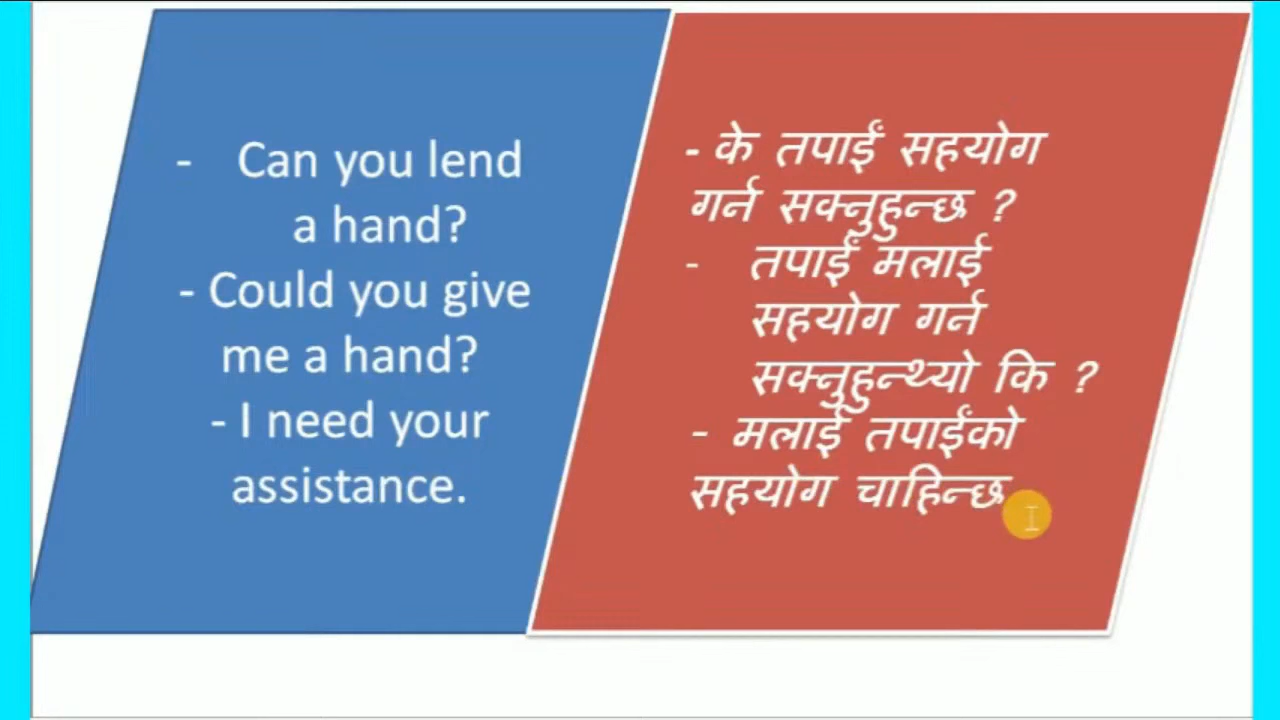 - Can you lend
a hand?
- Could you give
me a hand?
- I need your
assistance.
- के तपाईं सहयोग
गर्न सक्नुहुन्छ ?
- तपाईं मलाई
सहयोग गर्न
सक्नुहुन्थ्यो कि ?
- मलाई तपाईंको
सहयोग चाहिन्छ